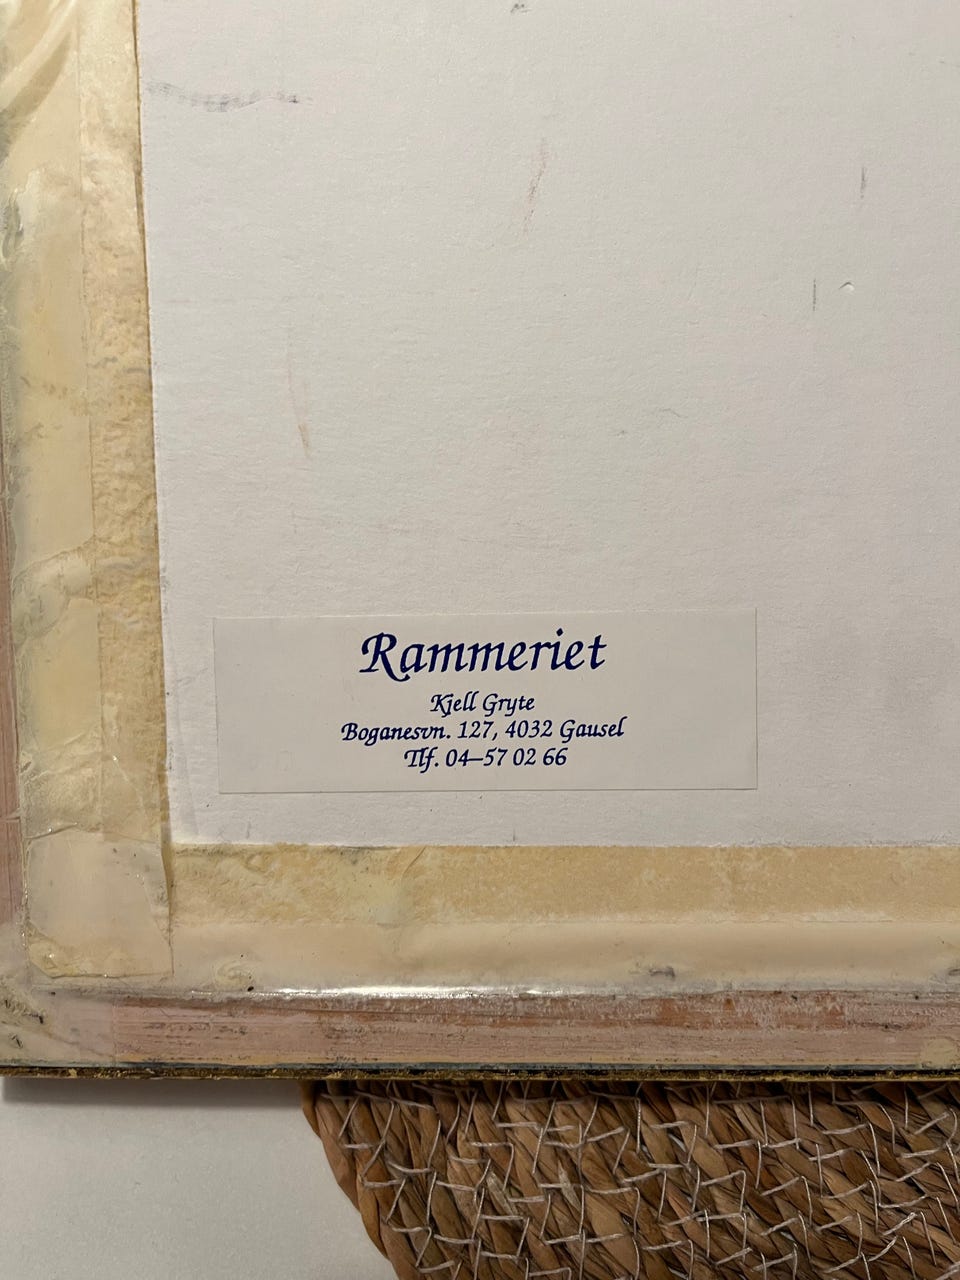 Rammeriet
Kjell Gryte
Boganesvn. 127, 4032 Gausel
Tlf. 04–57 02 66